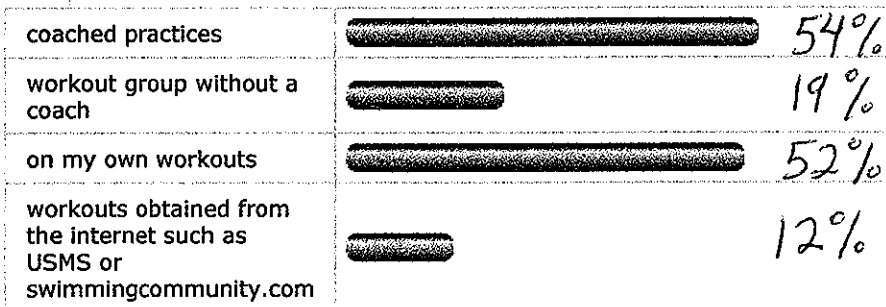 coached practices 54%
workout group without a
coach 19%
on my own workouts 52%
workouts obtained from
the internet such as
USMS or
swimmingcommunity.com 12%